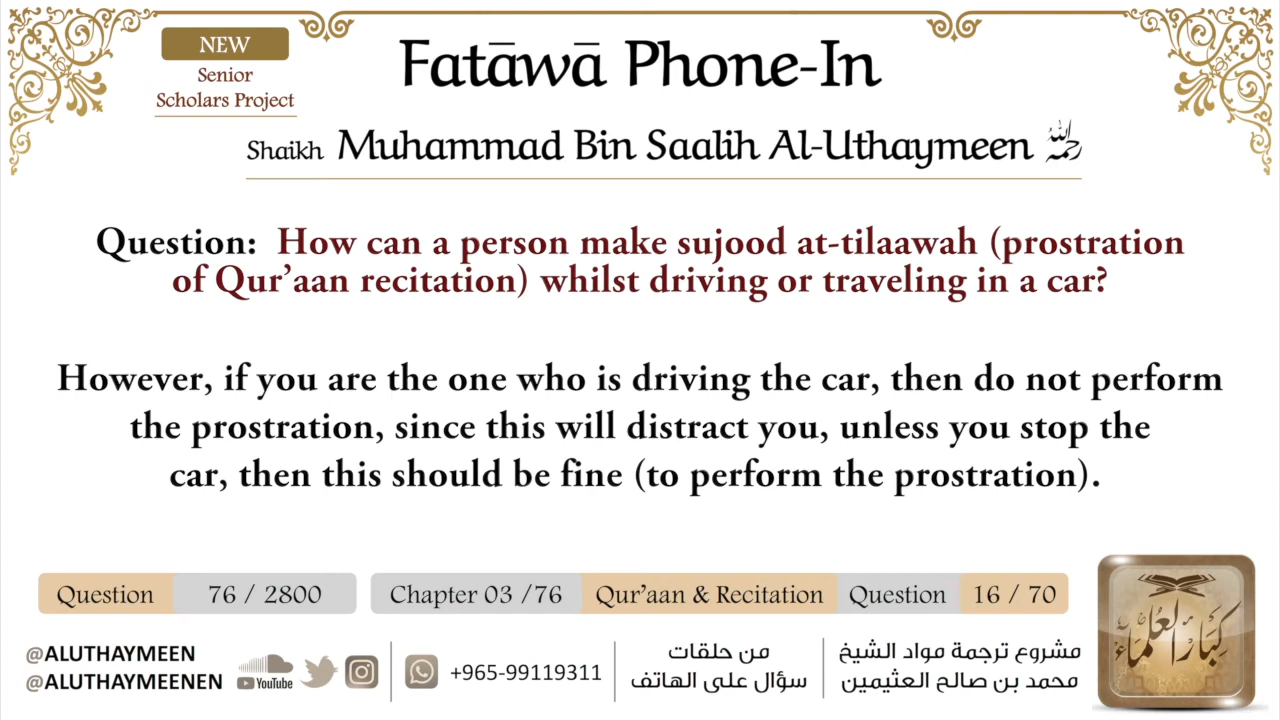 NEW
Senior
Scholars Project
Fatāwā Phone-In
Shaikh Muhammad Bin Saalih Al-Uthaymeen رحمه الله
Question: How can a person make sujood at-tilaawah (prostration
of Qur’aan recitation) whilst driving or traveling in a car?
However, if you are the one who is driving the car, then do not perform
the prostration, since this will distract you, unless you stop the
car, then this should be fine (to perform the prostration).
Question 76 / 2800 Chapter 03 /76 Qur’aan & Recitation Question 16 / 70
@ALUTHAYMEEN
@ALUTHAYMEENEN
YouTube
+965-99119311
من حلقات
سؤال على الهاتف
مشروع ترجمة مواد الشيخ
محمد بن صالح العثيمين
كِبَارُ العُلَمَاء